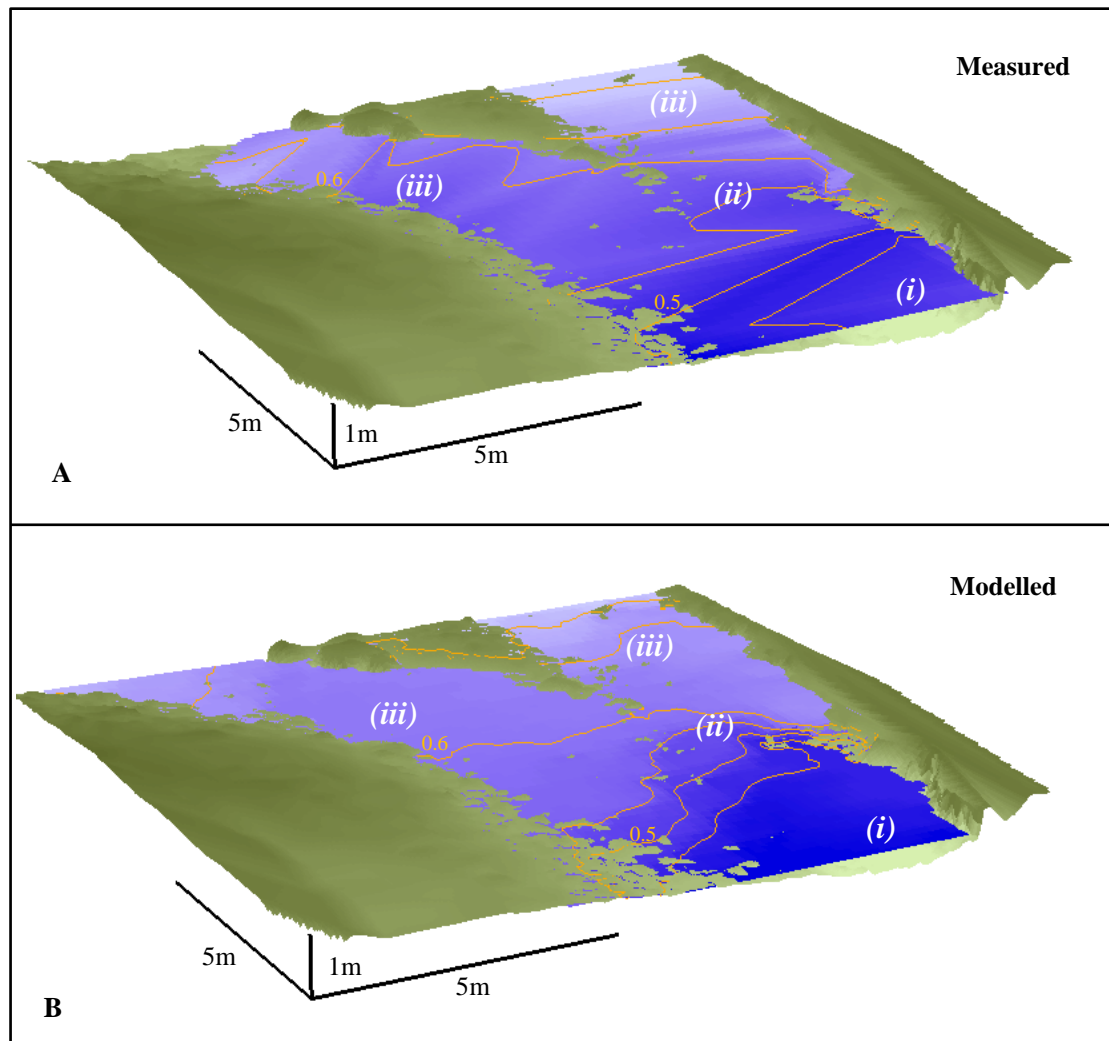 Measured
(iii)
0.6
(iii)
(ii)
(i)
0.5
5m
1m
5m
A
Modelled
(iii)
(iii)
(ii)
0.6
0.5
(i)
5m
1m
5m
B